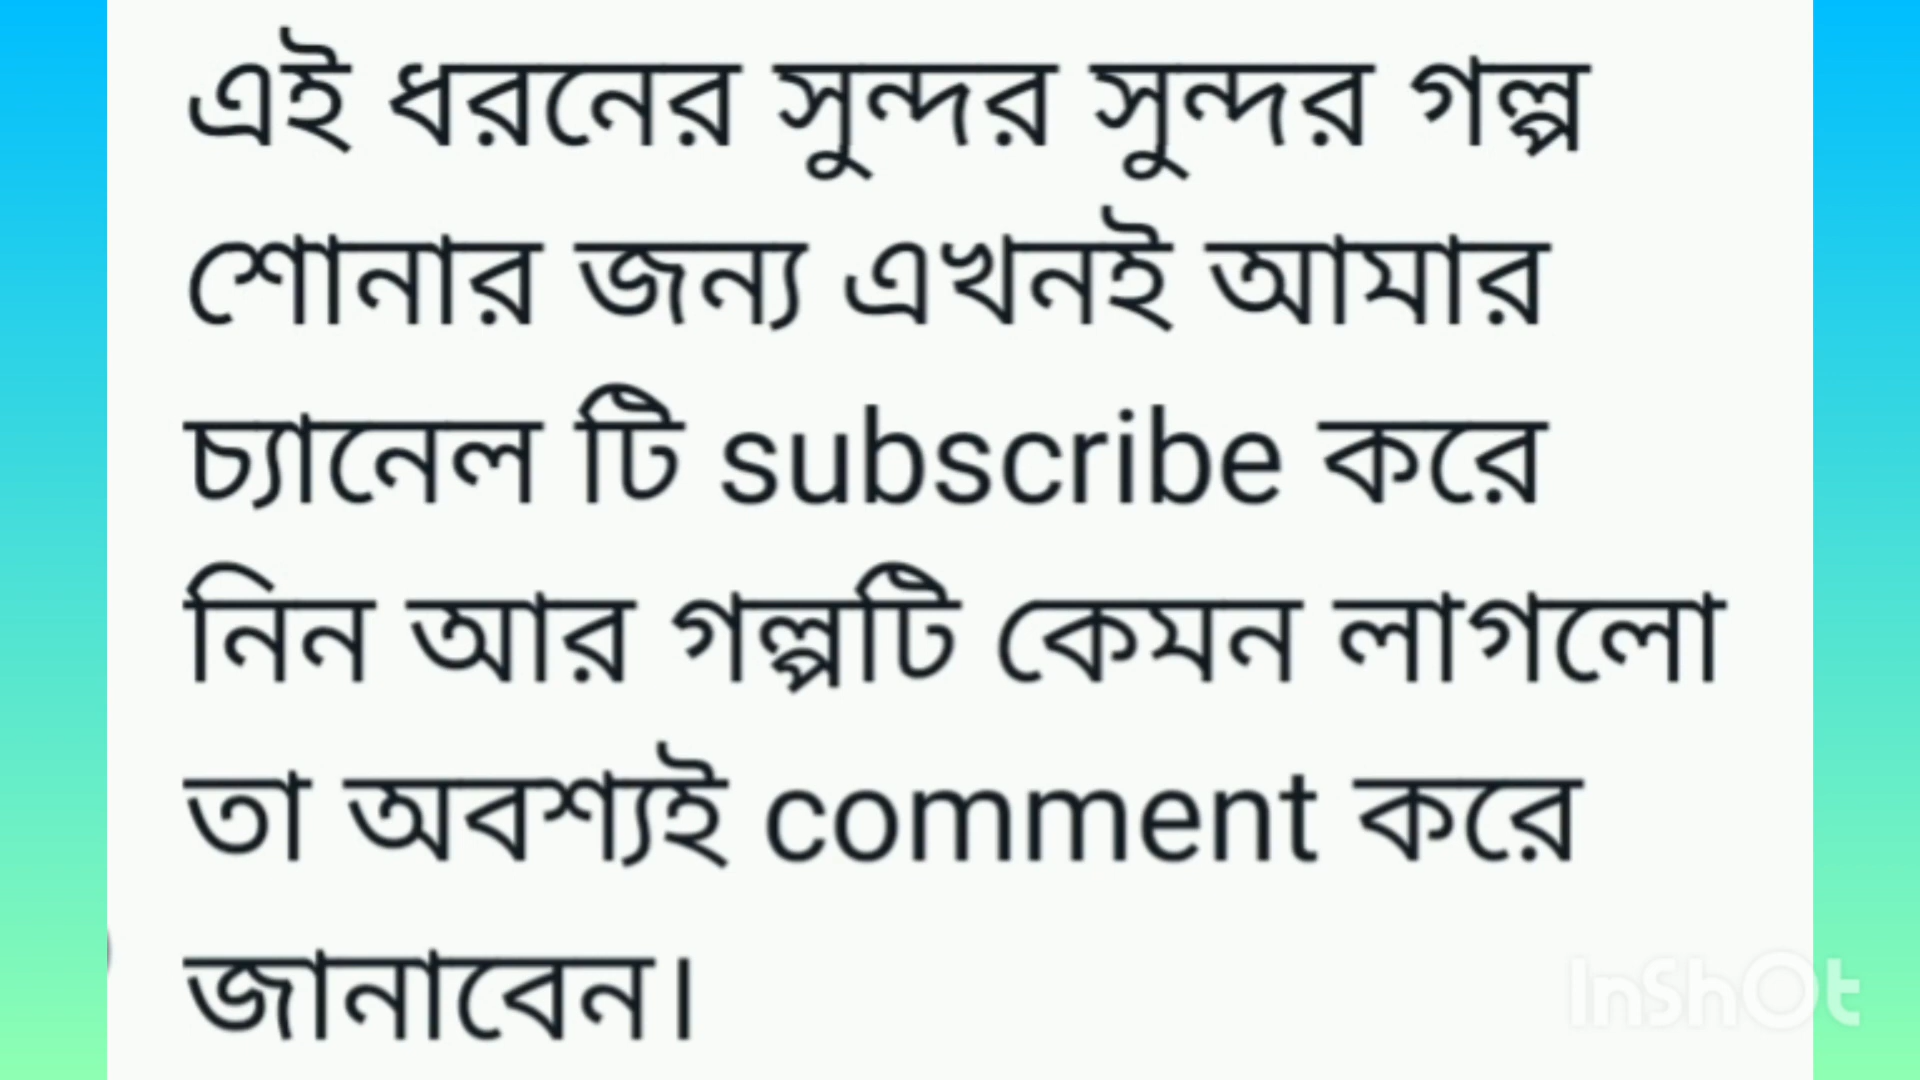 এই ধরনের সুন্দর সুন্দর গল্প
শোনার জন্য এখনই আমার
চ্যানেল টি subscribe করে
নিন আর গল্পটি কেমন লাগলো
তা অবশ্যই comment করে
জানাবেন।
InShOt